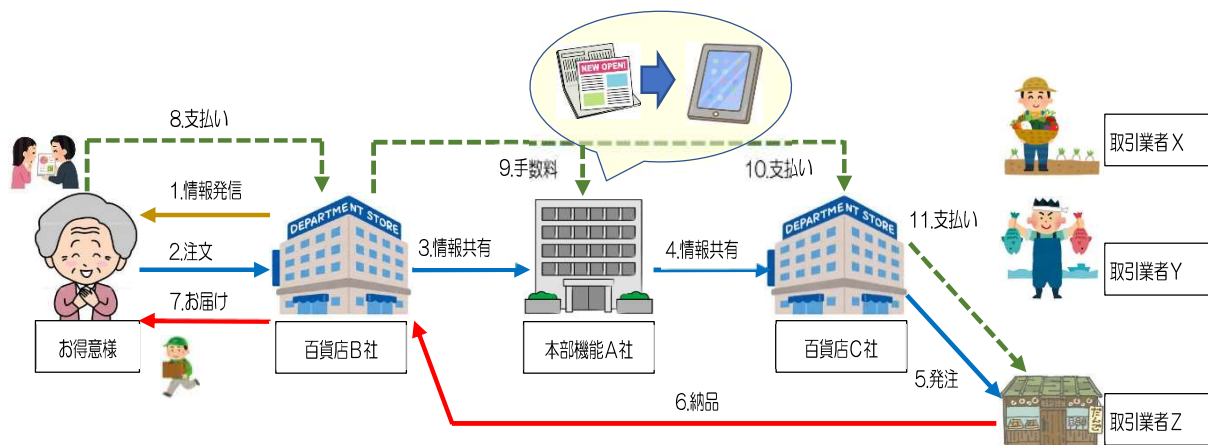 NEW OPEN!
8.支払い
9.手数料
10.支払い
取引業者X
1.情報発信
DEPARTMENT STORE
DEPARTMENT STORE
11.支払い
2.注文
3.情報共有
4.情報共有
取引業者Y
7.お届け
お得意様
百貨店B社
本部機能A社
百貨店C社
5.発注
6.納品
だんご
取引業者Z